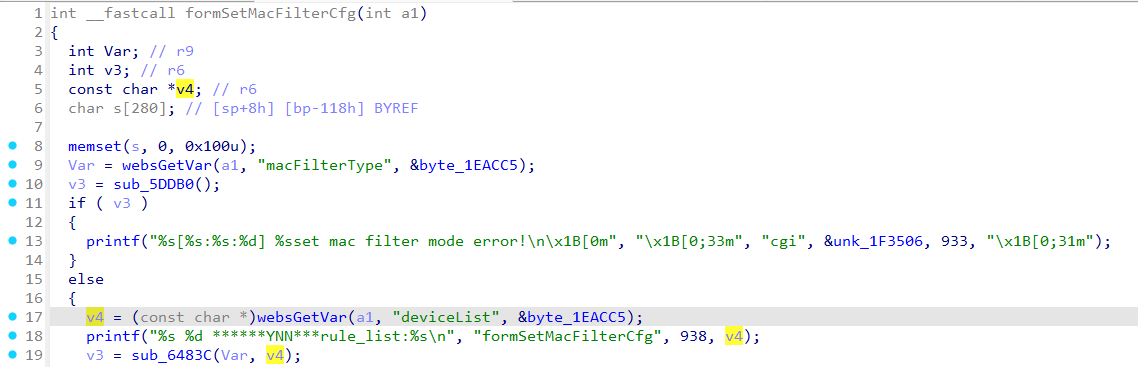 1 int __fastcall formSetMacFilterCfg(int a1)
2 {
3   int Var; // r9
4   int v3; // r6
5   const char *v4; // r6
6   char s[280]; // [sp+8h] [bp-118h] BYREF
7
8   memset(s, 0, 0x100u);
9   Var = websGetVar(a1, "macFilterType", &byte_1EACC5);
10   v3 = sub_5DDB0();
11   if ( v3 )
12   {
13     printf("%s[%s:%s:%d] %sset mac filter mode error!\n\x1B[0m", "\x1B[0;33m", "cgi", &unk_1F3506, 933, "\x1B[0;31m");
14   }
15   else
16   {
17     v4 = (const char *)websGetVar(a1, "deviceList", &byte_1EACC5);
18     printf("%s %d ******YNN***rule_list:%s\n", "formSetMacFilterCfg", 938, v4);
19     v3 = sub_6483C(Var, v4);